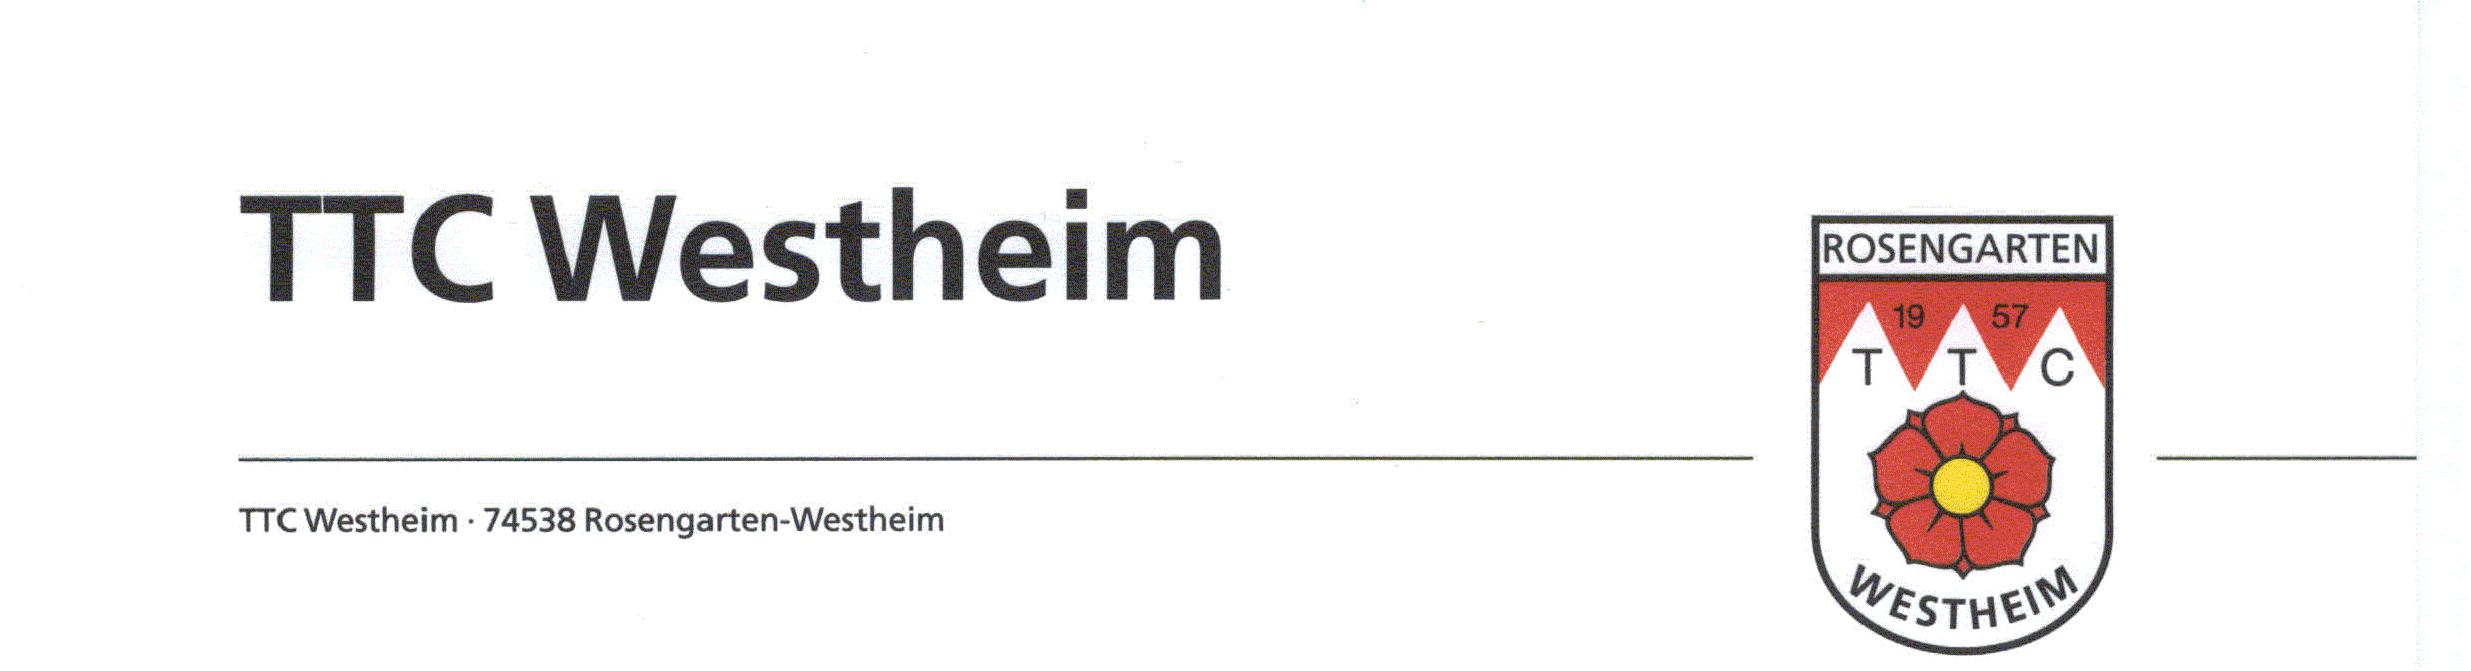 TTC Westheim
ROSENGARTEN
19 57
T T C
WESTHEIM
TTC Westheim · 74538 Rosengarten-Westheim